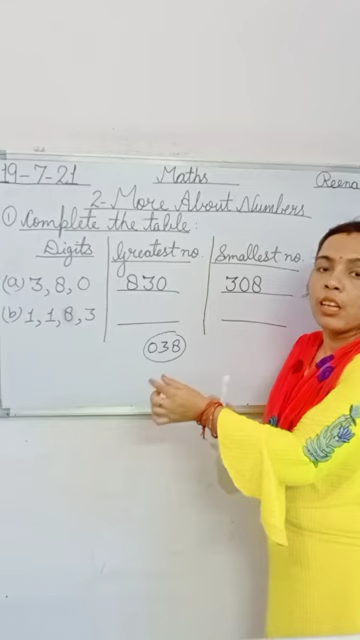 19-7-21 Maths Reena
2-More About Numbers
① Complete the table:
Digits Greatest no. Smallest no.
(a) 3, 8, 0 830 308
(b) 1, 1, 8, 3
038